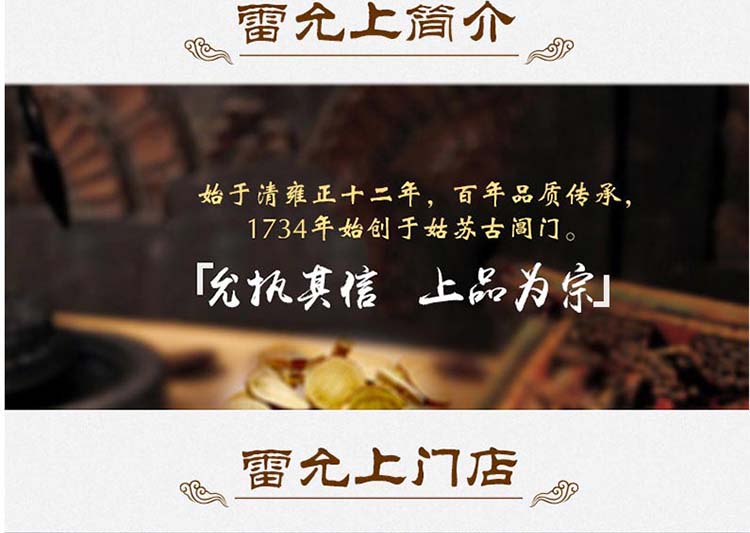 雷允上简介
始于清雍正十二年，百年品质传承，
1734年始创于姑苏古阊门。
「允执其信 上品为宗」
雷允上门店